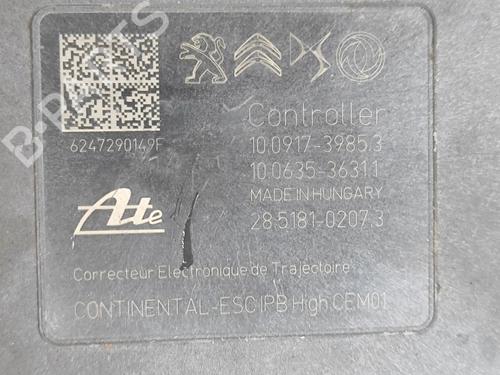 Controller
6247290149F
10.0917-3985.3
10.0635-3631.1
MADE IN HUNGARY
Ate
28.5181-0207.3
Correcteur Electronique de Trajectoire
CONTINENTAL-ESC IPB High CEM01
B-PARTS